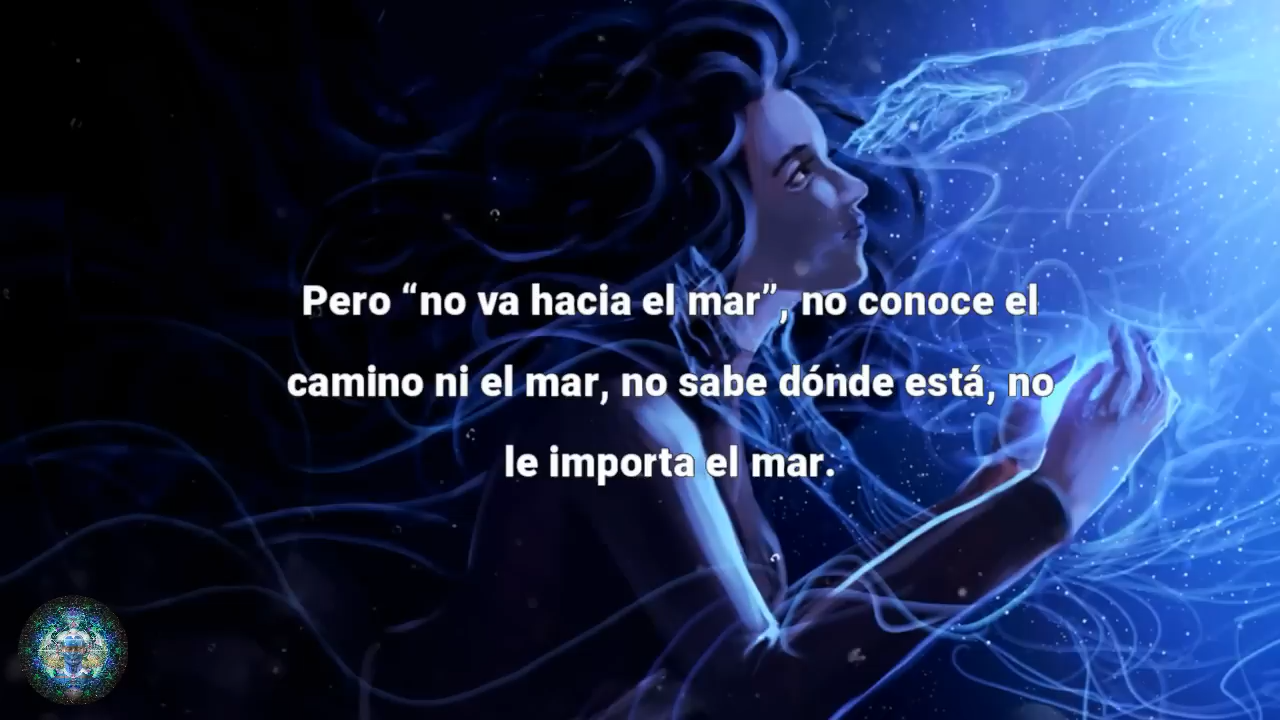 Pero “no va hacia el mar”, no conoce el
camino ni el mar, no sabe dónde está, no
le importa el mar.